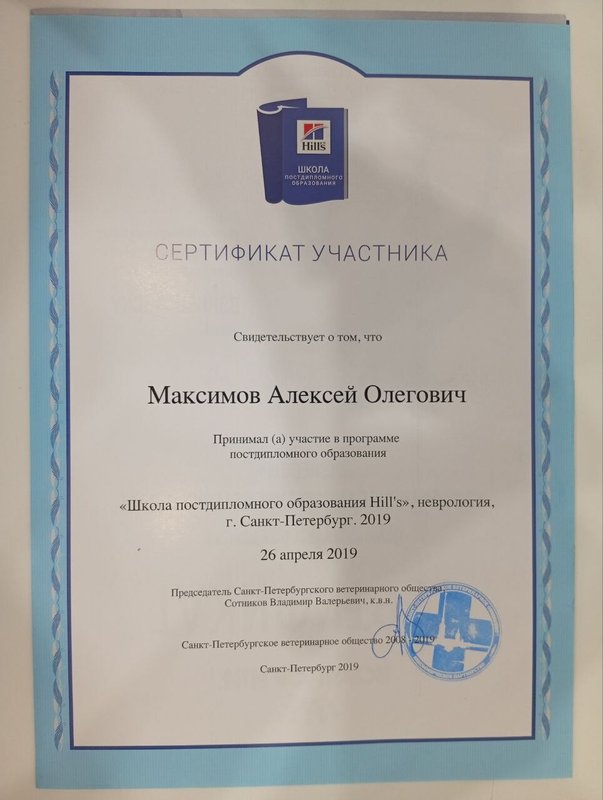 Hill's
ШКОЛА
ПОСТДИПЛОМНОГО
ОБРАЗОВАНИЯ
СЕРТИФИКАТ УЧАСТНИКА
Свидетельствует о том, что
Максимов Алексей Олегович
Принимал (а) участие в программе
постдипломного образования
«Школа постдипломного образования Hill's», неврология,
г. Санкт-Петербург. 2019
26 апреля 2019
Председатель Санкт-Петербургского ветеринарного общества
Сотников Владимир Валерьевич, к.в.н.
Санкт-Петербургское ветеринарное общество 2008 - 2019
Санкт-Петербург 2019